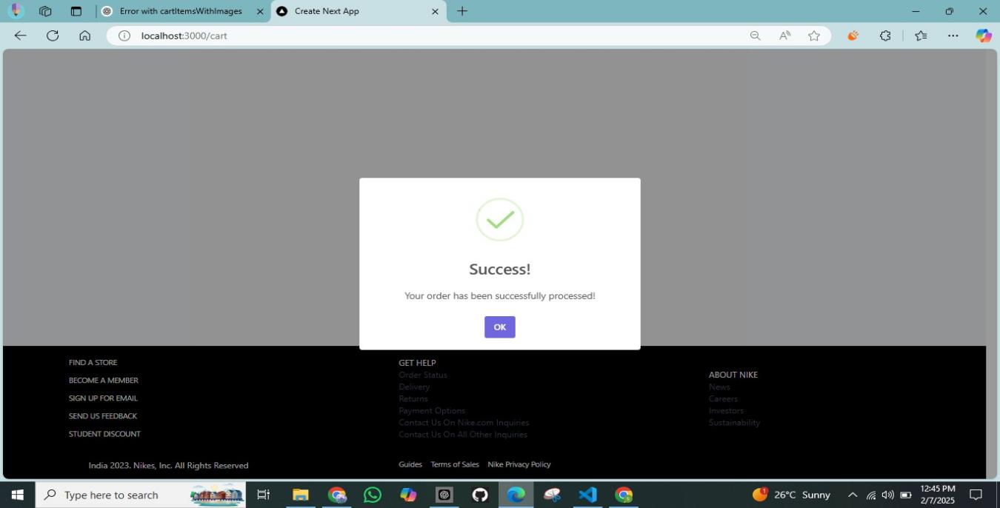 Error with cartItemsWithImages
Create Next App
localhost:3000/cart
Success!
Your order has been successfully processed!
OK
FIND A STORE
BECOME A MEMBER
SIGN UP FOR EMAIL
SEND US FEEDBACK
STUDENT DISCOUNT
India 2023. Nikes, Inc. All Rights Reserved
GET HELP
Order Status
Delivery
Returns
Payment Options
Contact Us On Nike.com Inquiries
Contact Us On All Other Inquiries
Guides Terms of Sales Nike Privacy Policy
ABOUT NIKE
News
Careers
Investors
Sustainability
Type here to search
1
26°C Sunny
12:45 PM
2/7/2025